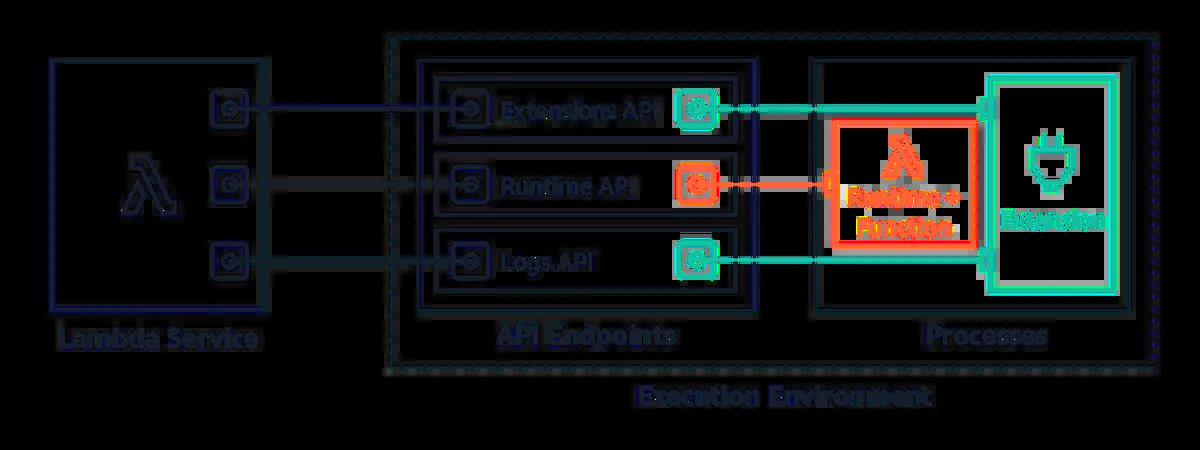 Extensions API
Runtime API
Logs API
Runtime +
Function
Extension
Lambda Service
API Endpoints
Processes
Execution Environment